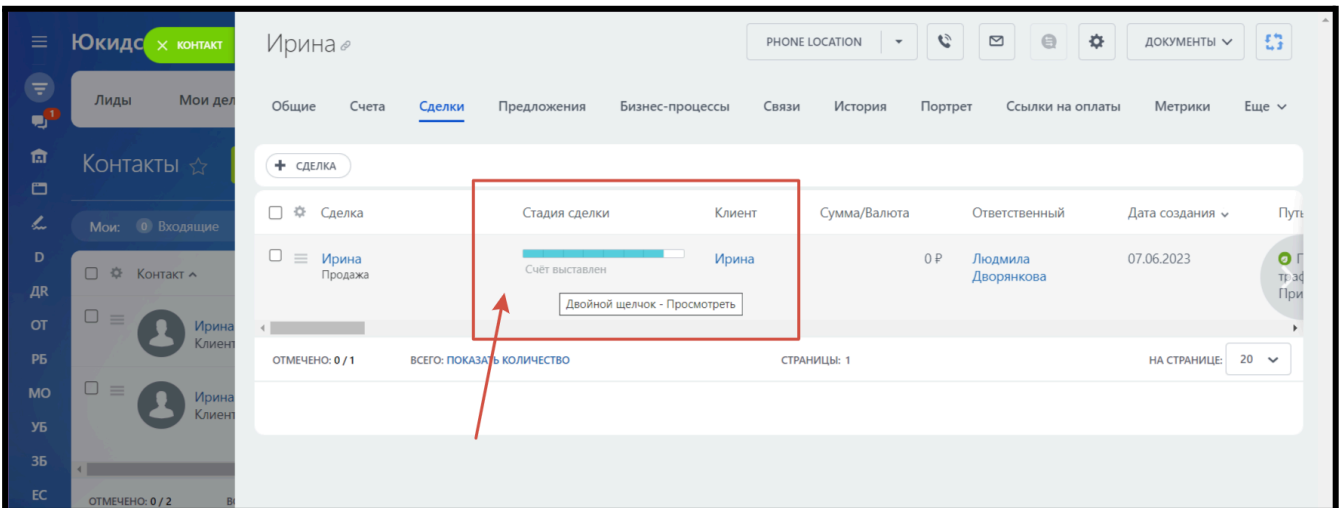 Юкидс
КОНТАКТ
Ирина
PHONE LOCATION
ДОКУМЕНТЫ
1
Лиды Мои дел
Общие Счета Сделки Предложения Бизнес-процессы Связи История Портрет Ссылки на оплаты Метрики Еще
Контакты
+ СДЕЛКА
Мои: 0 Входящие
Сделка Стадия сделки Клиент Сумма/Валюта Ответственный Дата создания Путь
Ирина Ирина 0 ₽ Людмила 07.06.2023 П
Продажа Счёт выставлен Дворянкова траф
При
Двойной щелчок - Просмотреть
Контакт
Ирина
Клиент
Ирина
Клиент
ОТМЕЧЕНО: 0 / 1 ВСЕГО: ПОКАЗАТЬ КОЛИЧЕСТВО СТРАНИЦЫ: 1 НА СТРАНИЦЕ: 20
ОТМЕЧЕНО: 0 / 2
D
ДЯ
ОТ
РБ
МО
УБ
ЗБ
ЕС